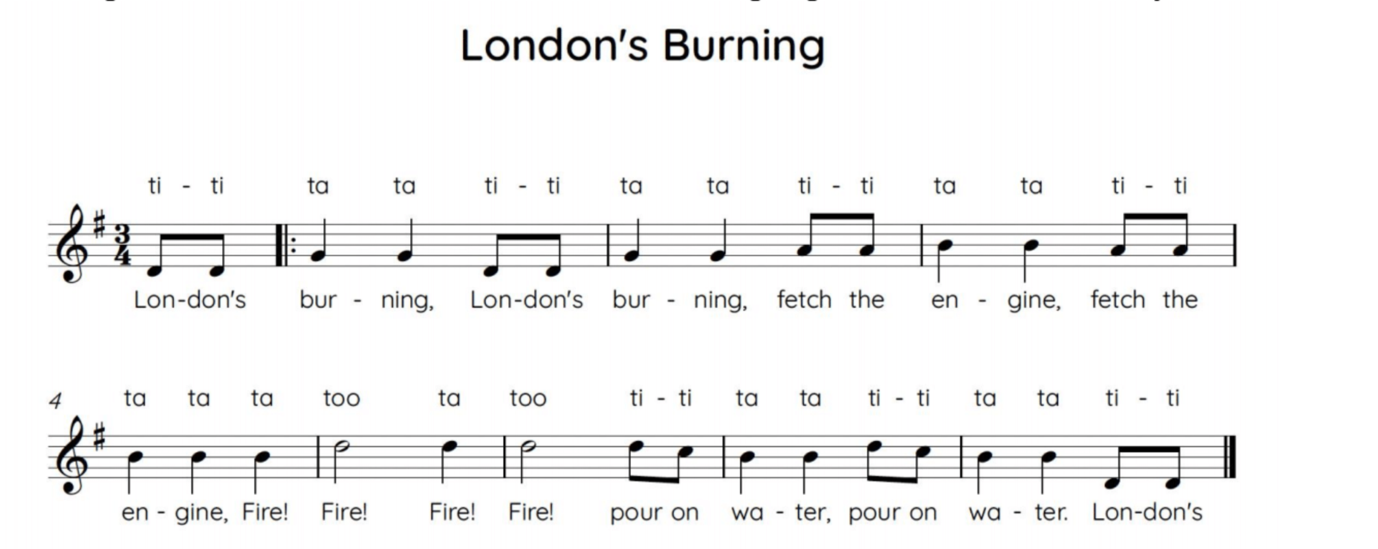 London's Burning
ti - ti ta ta ti - ti ta ta ti - ti ta ta ti - ti
3
4
Lon-don's bur - ning, Lon-don's bur - ning, fetch the en - gine, fetch the
4 ta ta ta too ta too ti - ti ta ta ti - ti ta ta ti - ti
en - gine, Fire! Fire! Fire! Fire! pour on wa - ter, pour on wa - ter. Lon-don's